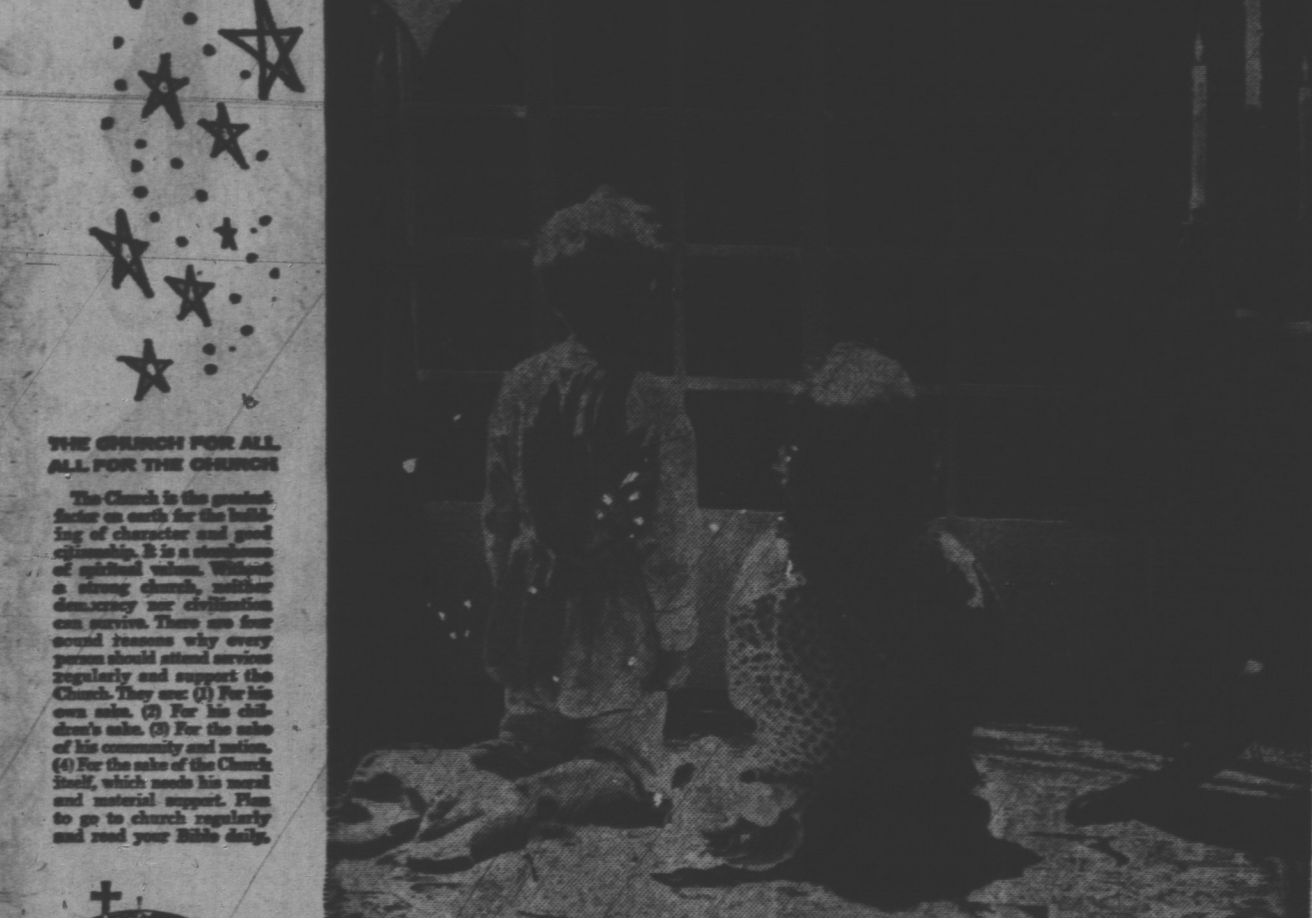 THE CHURCH FOR ALL
ALL FOR THE CHURCH
The Church is the greatest
factor on earth for the build-
ing of character and good
citizenship. It is a storehouse
of spiritual values. Without
a strong church, neither
democracy nor civilization
can survive. There are four
sound reasons why every
person should attend services
regularly and support the
Church. They are: (1) For his
own sake. (2) For his chil-
dren's sake. (3) For the sake
of his community and nation.
(4) For the sake of the Church
itself, which needs his moral
and material support. Plan
to go to church regularly
and read your Bible daily.